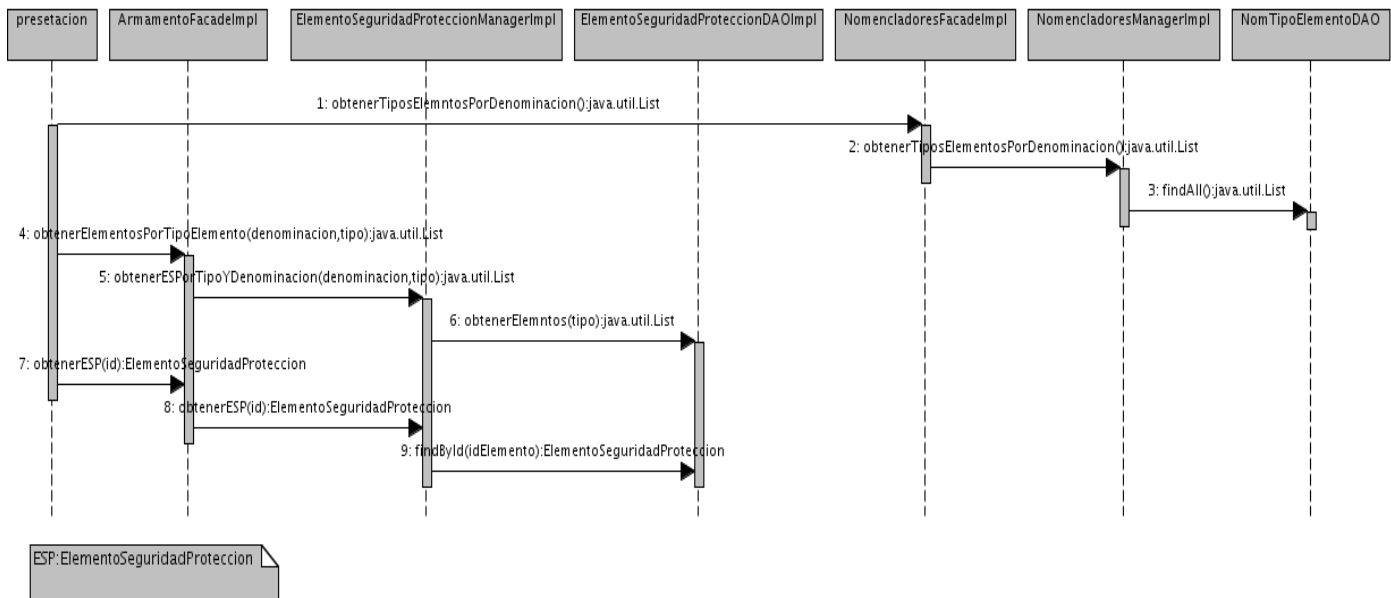 presetacion
ArmamentoFacadeImpl
ElementoSeguridadProteccionManagerImpl
ElementoSeguridadProteccionDAOImpl
NomencladoresFacadeImpl
NomencladoresManagerImpl
NomTipoElementoDAO
1: obtenerTiposElemntosPorDenominacion():java.util.List
2: obtenerTiposElementosPorDenominacion():java.util.List
3: findAll():java.util.List
4: obtenerElementosPorTipoElemento(denominacion,tipo):java.util.List
5: obtenerESPorTipoYDenominacion(denominacion,tipo):java.util.List
6: obtenerElemntos(tipo):java.util.List
7: obtenerESP(id):ElementoSeguridadProteccion
8: obtenerESP(id):ElementoSeguridadProteccion
9: findById(idElemento):ElementoSeguridadProteccion
ESP:ElementoSeguridadProteccion